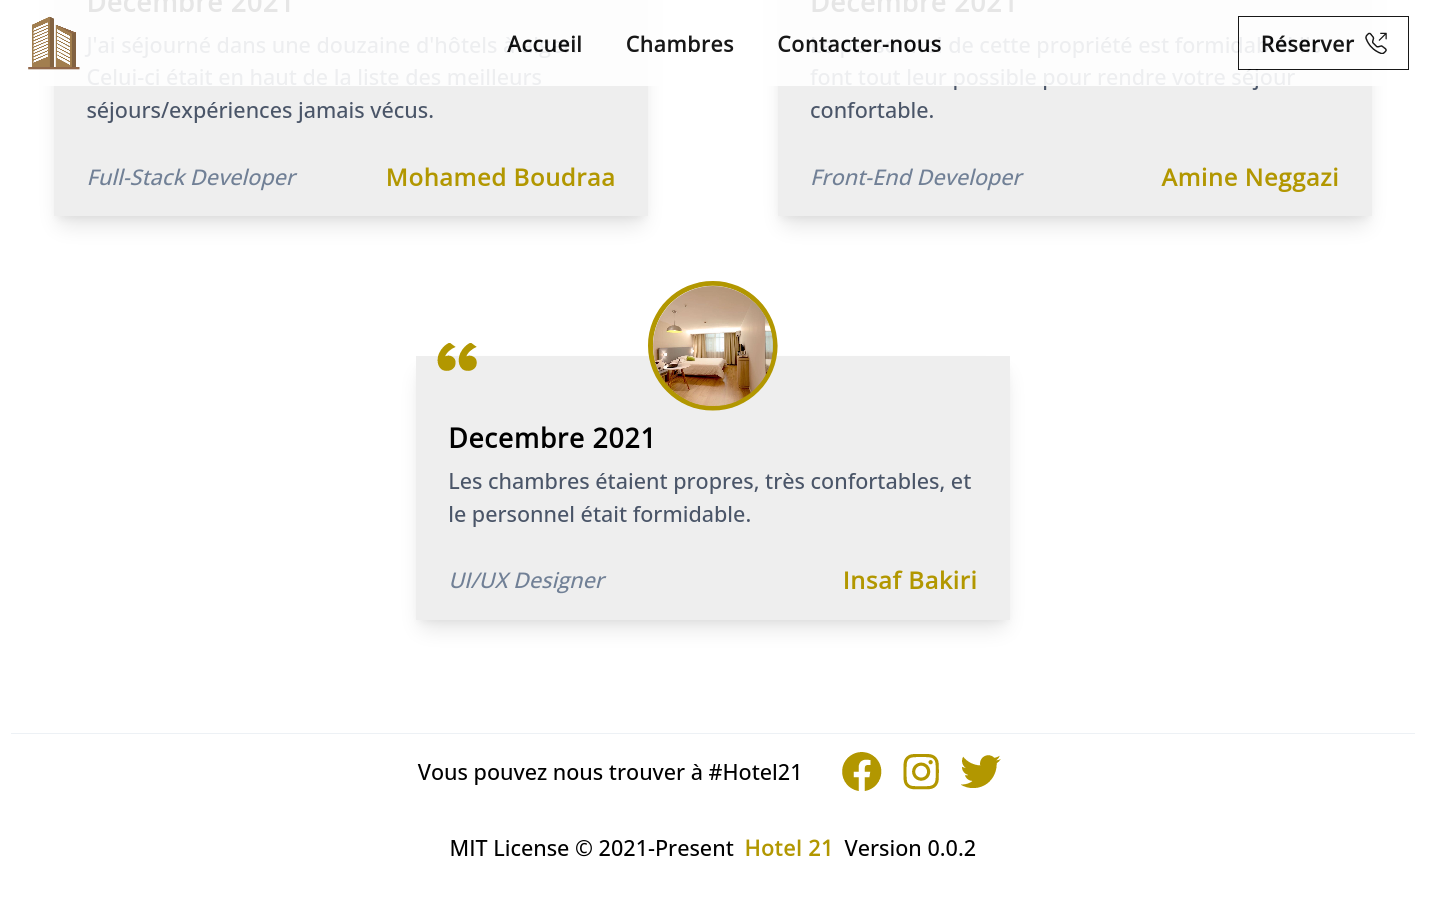 Accueil
Chambres
Contacter-nous
Réserver
Decembre 2021
J'ai séjourné dans une douzaine d'hôtels
Celui-ci était en haut de la liste des meilleurs
séjours/expériences jamais vécus.
Full-Stack Developer
Mohamed Boudraa
Decembre 2021
de cette propriété est
font tout leur possible pour rendre votre séjour
confortable.
Front-End Developer
Amine Neggazi
Decembre 2021
Les chambres étaient propres, très confortables, et
le personnel était formidable.
UI/UX Designer
Insaf Bakiri
Vous pouvez nous trouver à #Hotel21
MIT License © 2021-Present Hotel 21 Version 0.0.2